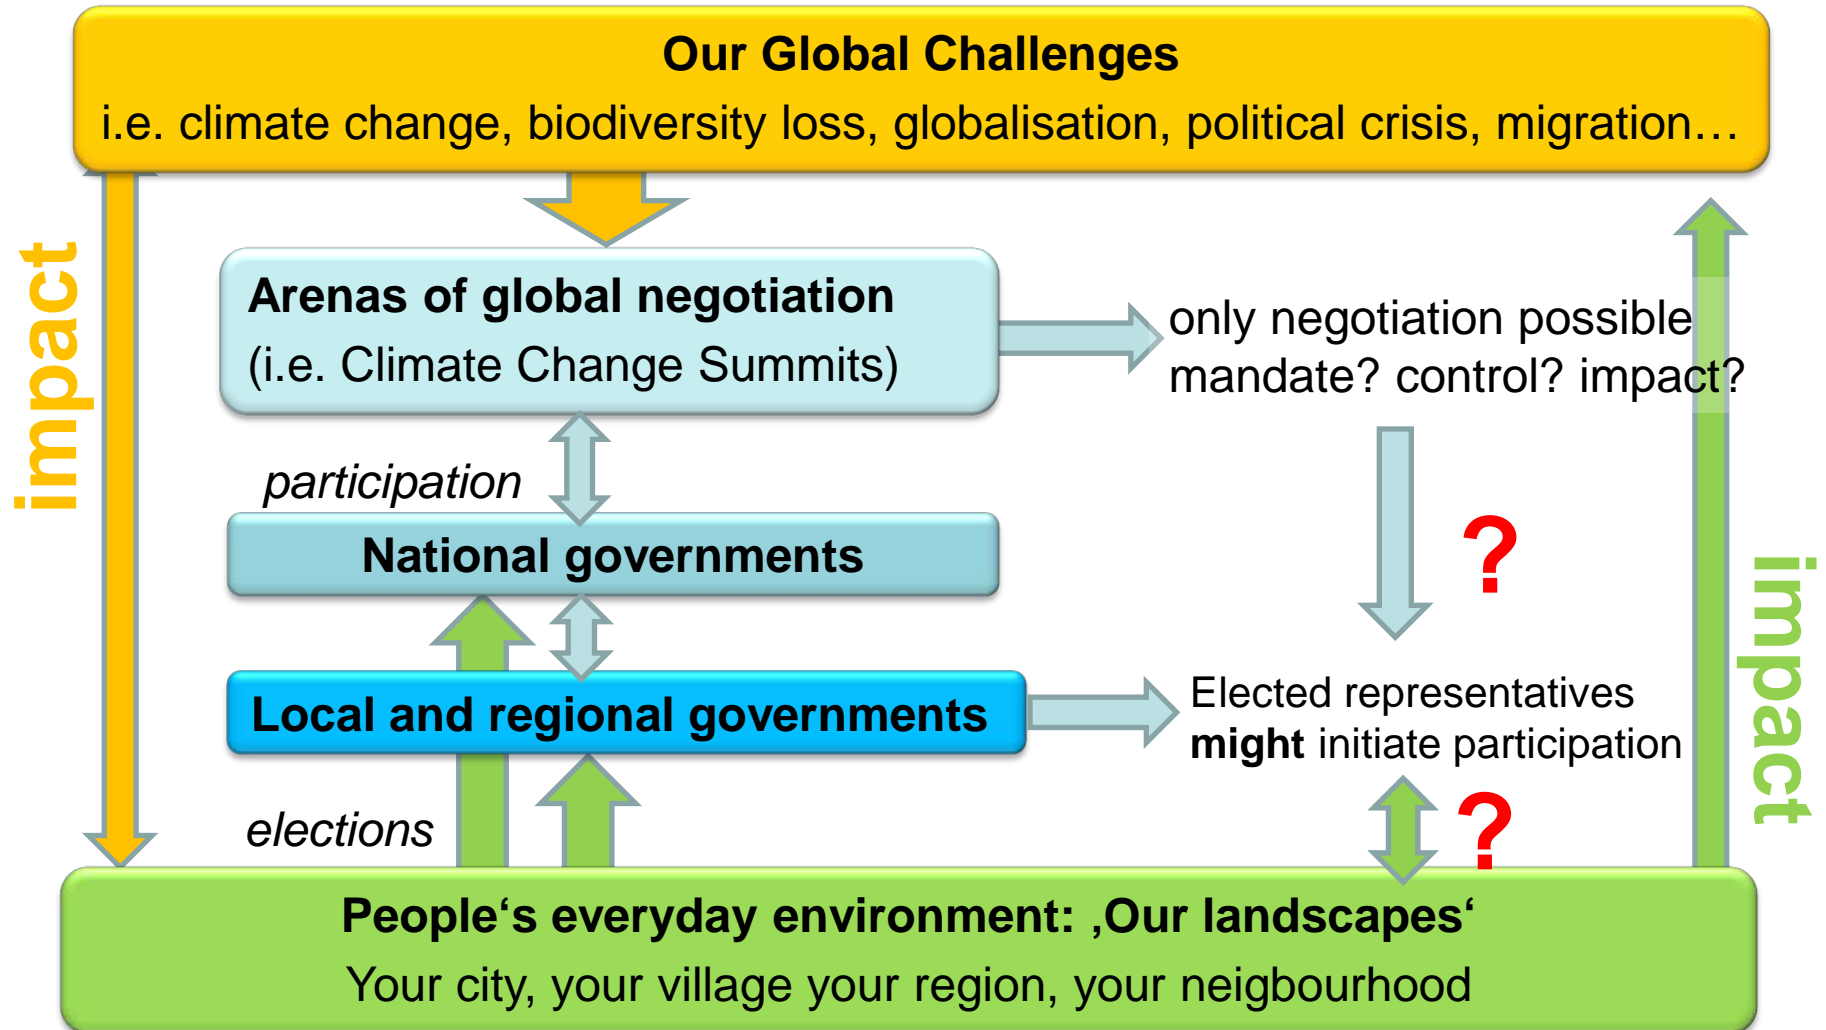 Our Global Challenges
i.e. climate change, biodiversity loss, globalisation, political crisis, migration…
impact
Arenas of global negotiation
(i.e. Climate Change Summits)
only negotiation possible
mandate? control? impact?
participation
National governments
?
impact
Local and regional governments
Elected representatives
might initiate participation
elections
?
People‘s everyday environment: ‚Our landscapes‘
Your city, your village your region, your neigbourhood